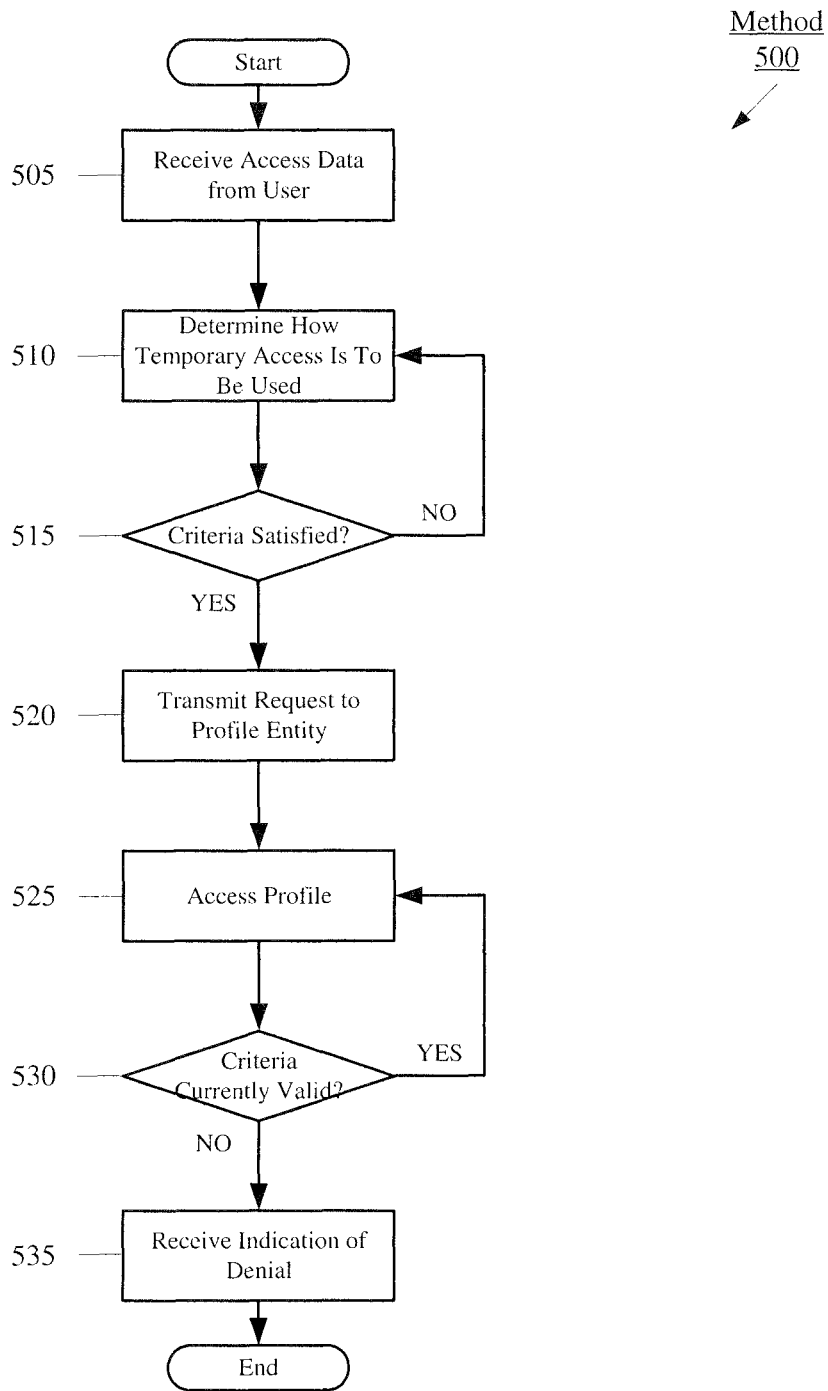 Method
500
Start
505
Receive Access Data
from User
510
Determine How
Temporary Access Is To
Be Used
515
Criteria Satisfied?
NO
YES
520
Transmit Request to
Profile Entity
525
Access Profile
530
Criteria
Currently Valid?
YES
NO
535
Receive Indication of
Denial
End